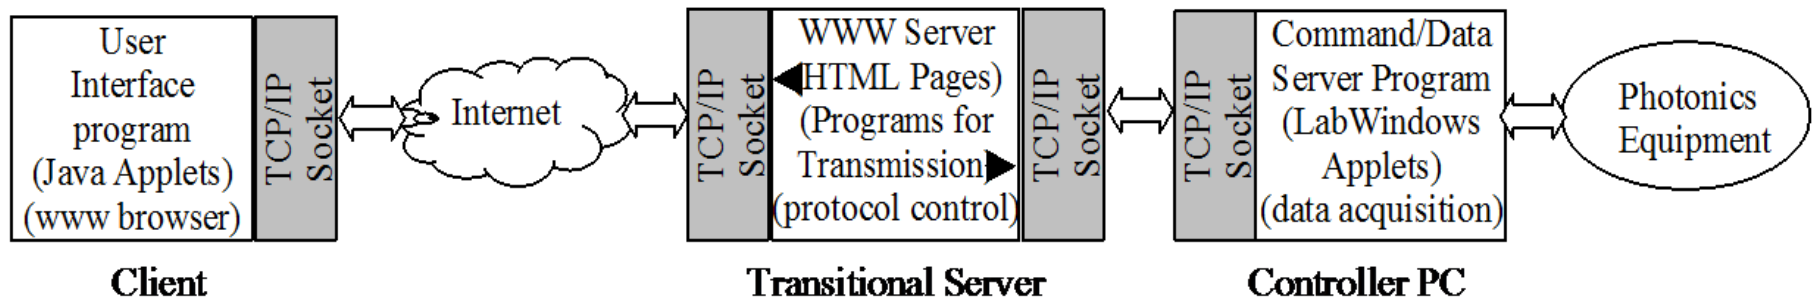 User
Interface
program
(Java Applets)
(www browser)
TCP/IP
Socket
Client
Internet
TCP/IP
Socket
WWW Server
(HTML Pages)
(Programs for
Transmission)
(protocol control)
TCP/IP
Socket
Transitional Server
TCP/IP
Socket
Command/Data
Server Program
(LabWindows
Applets)
(data acquisition)
Controller PC
Photonics
Equipment